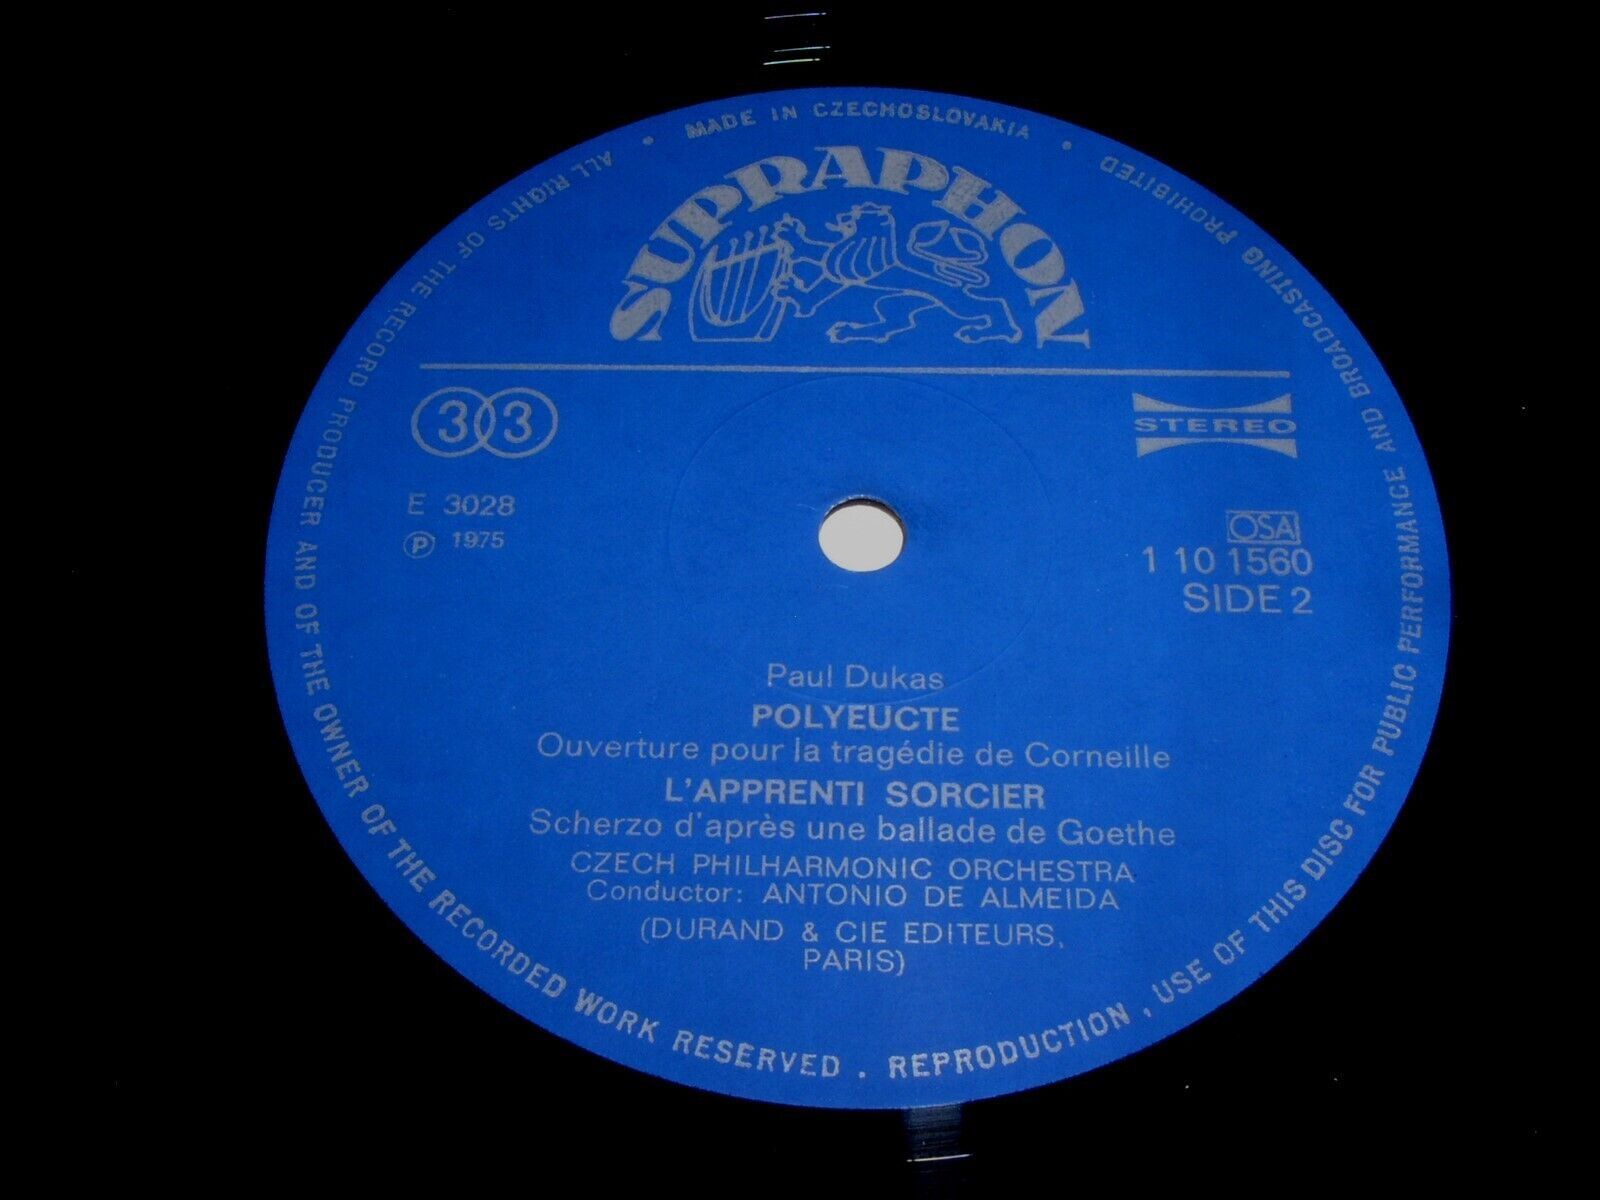 MADE IN CZECHOSLOVAKIA
SUPRAPHON
33
STEREO
E 3028
℗ 1975
OSA
1 10 1560
SIDE 2
Paul Dukas
POLYEUCTE
Ouverture pour la tragédie de Corneille
L'APPRENTI SORCIER
Scherzo d'après une ballade de Goethe
CZECH PHILHARMONIC ORCHESTRA
Conductor: ANTONIO DE ALMEIDA
(DURAND & CIE EDITEURS,
PARIS)
ALL RIGHTS OF THE RECORD PRODUCER AND OF THE OWNER OF THE RECORDED WORK RESERVED . REPRODUCTION , USE OF THIS DISC FOR PUBLIC PERFORMANCE AND BROADCASTING PROHIBITED